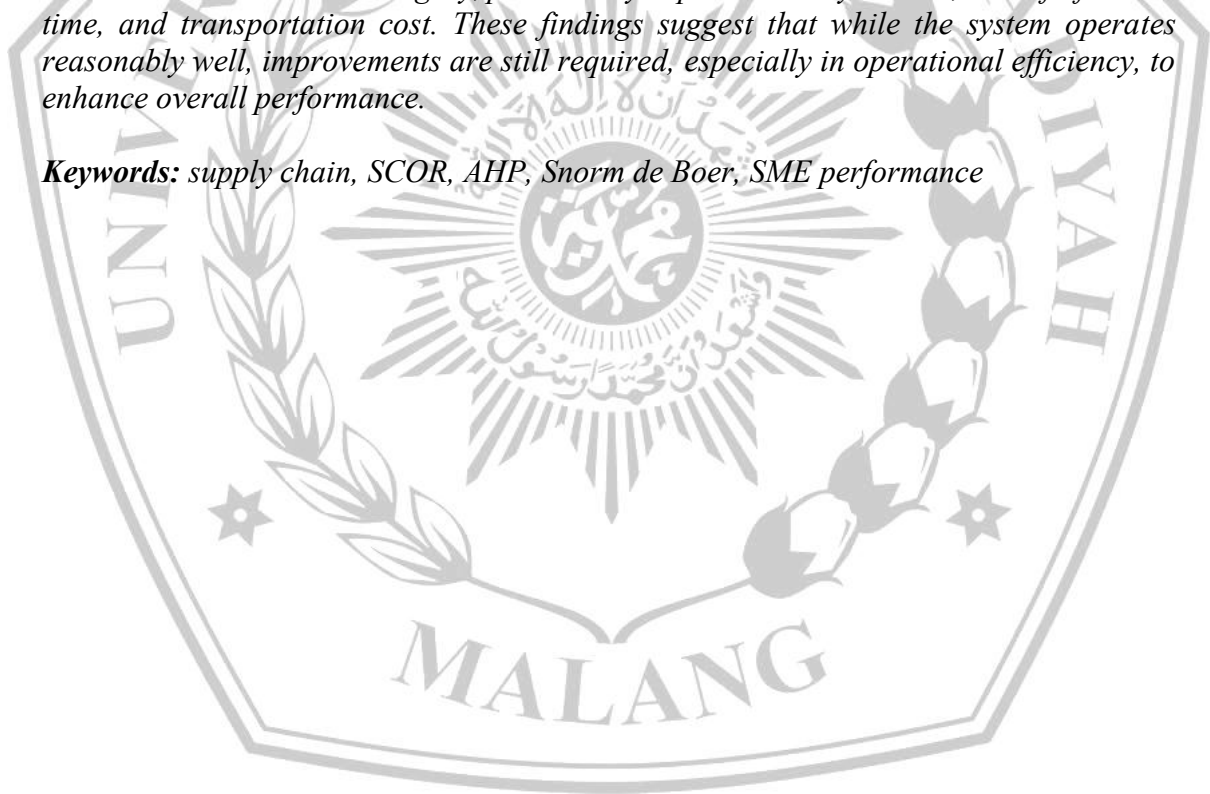 time, and transportation cost. These findings suggest that while the system operates
reasonably well, improvements are still required, especially in operational efficiency, to
enhance overall performance.
Keywords: supply chain, SCOR, AHP, Snorm de Boer, SME performance
MALANG